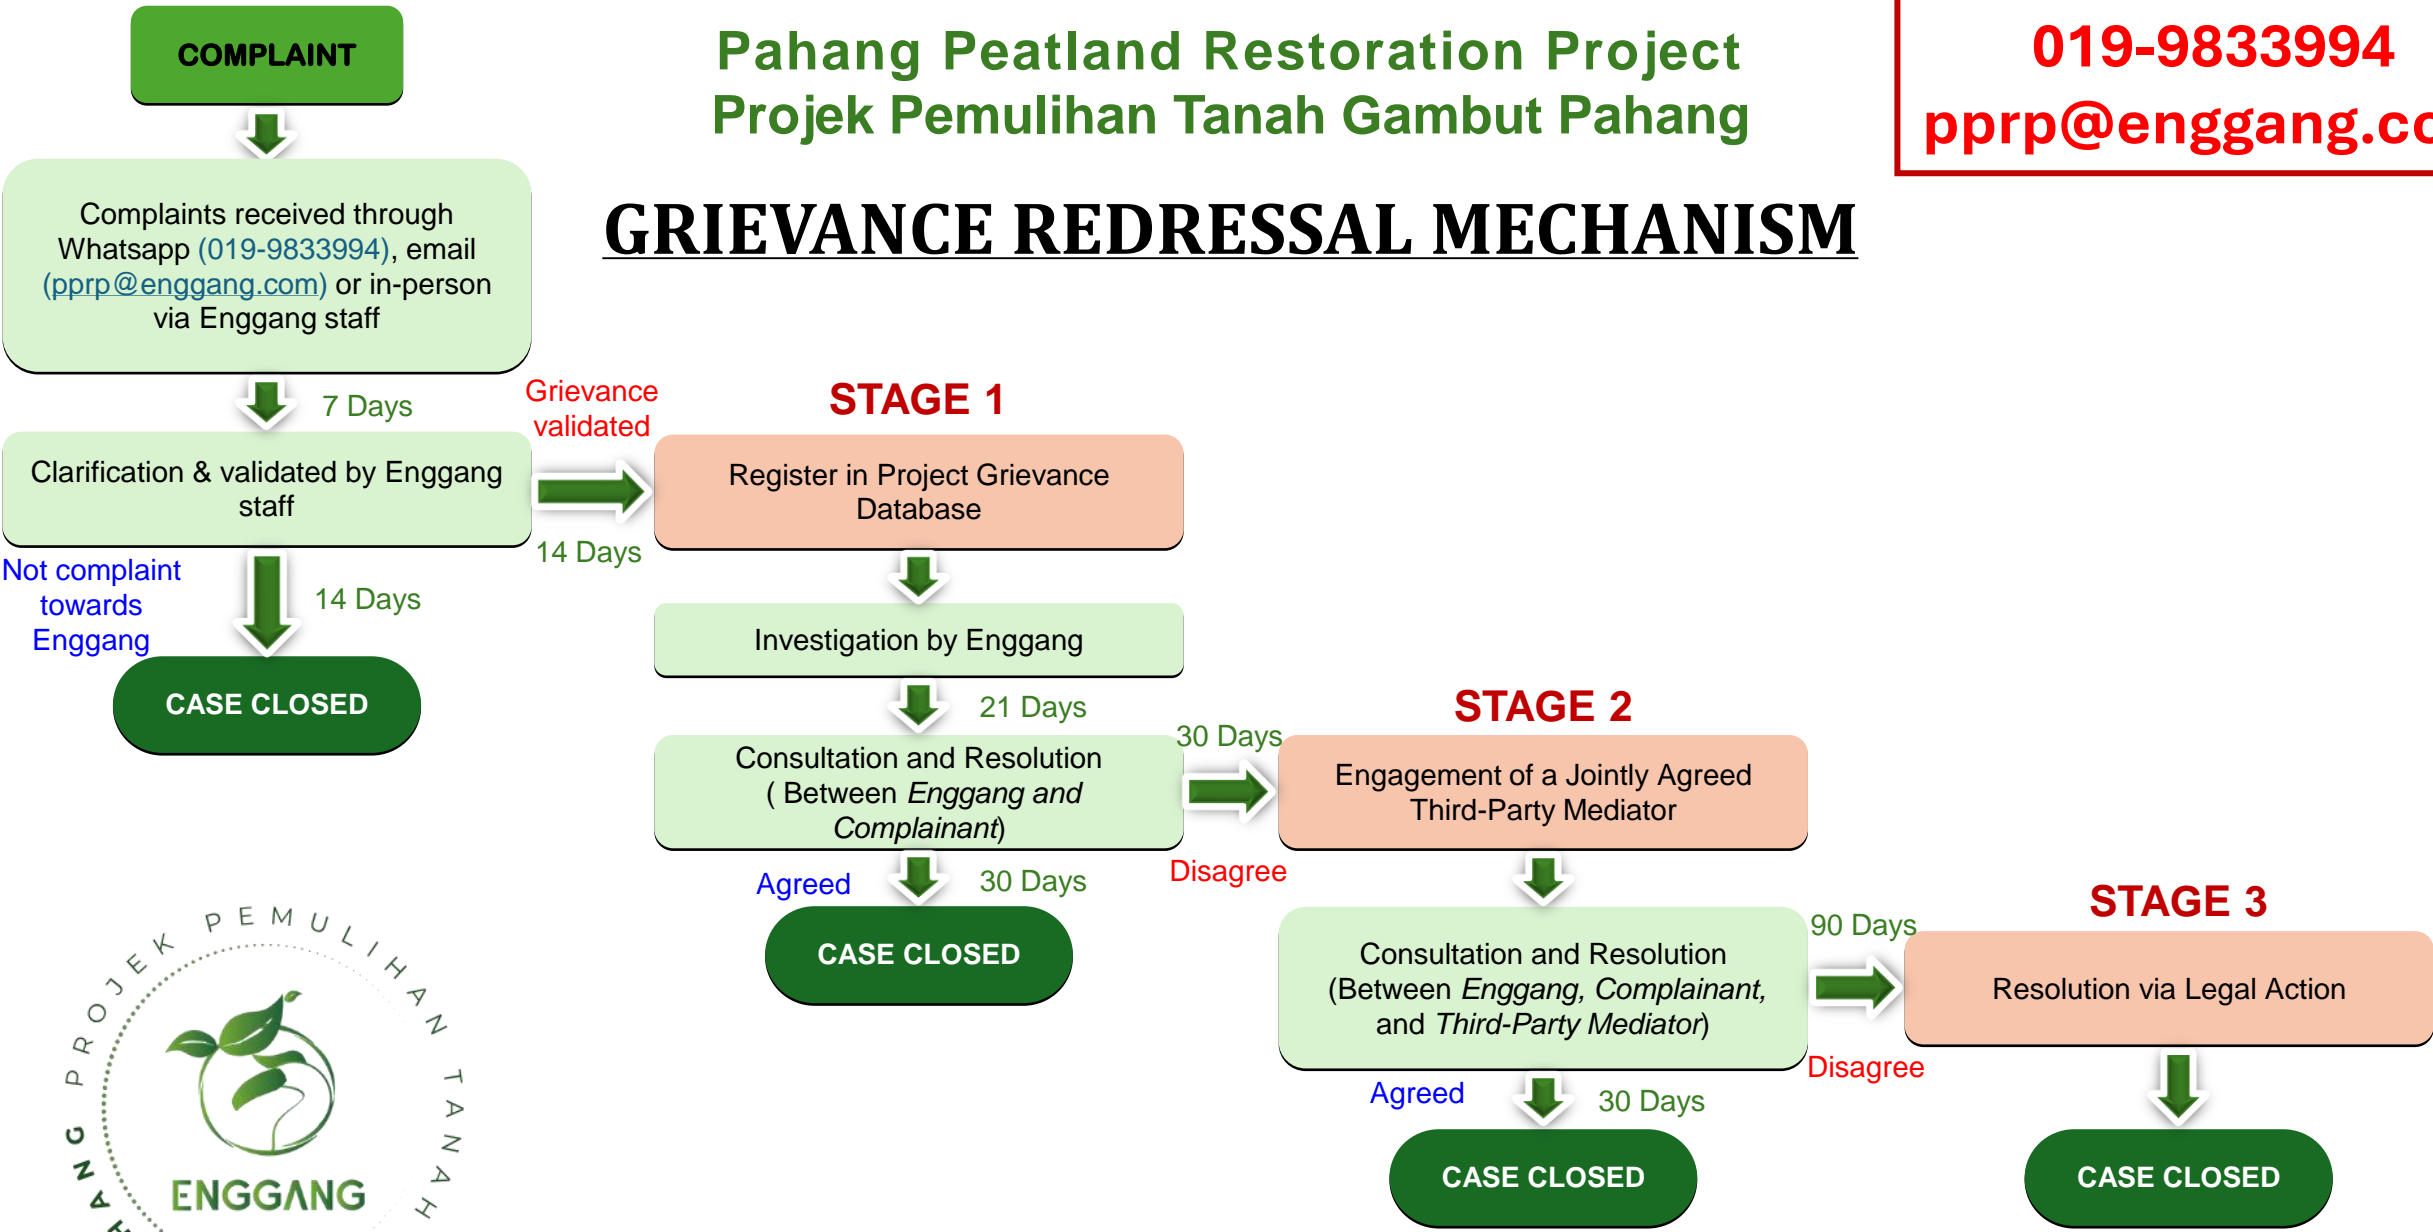 COMPLAINT
Pahang Peatland Restoration Project
Projek Pemulihan Tanah Gambut Pahang
019-9833994
pprp@enggang.co
GRIEVANCE REDRESSAL MECHANISM
Complaints received through
Whatsapp (019-9833994), email
(pprp@enggang.com) or in-person
via Enggang staff
7 Days
Clarification & validated by Enggang
staff
Grievance
validated
14 Days
Not complaint
towards
Enggang
14 Days
CASE CLOSED
STAGE 1
Register in Project Grievance
Database
Investigation by Enggang
21 Days
Consultation and Resolution
( Between Enggang and
Complainant)
Agreed
30 Days
CASE CLOSED
30 Days
Disagree
STAGE 2
Engagement of a Jointly Agreed
Third-Party Mediator
Consultation and Resolution
(Between Enggang, Complainant,
and Third-Party Mediator)
Agreed
30 Days
CASE CLOSED
90 Days
Disagree
STAGE 3
Resolution via Legal Action
CASE CLOSED
PROJEK PEMULIHAN TANAH
HANG
ENGGANG